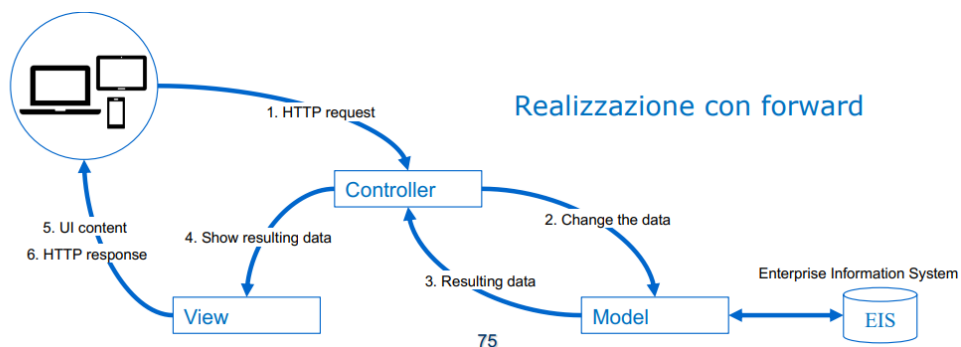 Realizzazione con forward
1. HTTP request
Controller
2. Change the data
4. Show resulting data
3. Resulting data
5. UI content
6. HTTP response
Enterprise Information System
View
Model
EIS
75